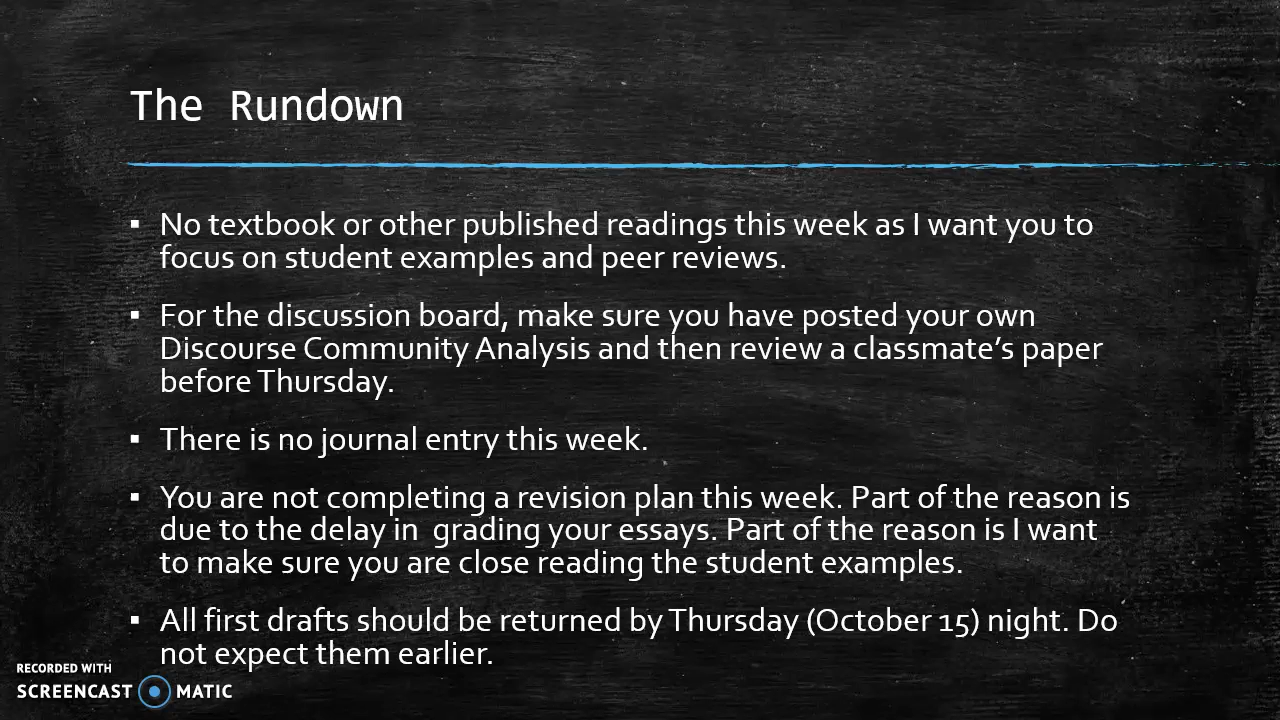 The Rundown
▪ No textbook or other published readings this week as I want you to
focus on student examples and peer reviews.
▪ For the discussion board, make sure you have posted your own
Discourse Community Analysis and then review a classmate’s paper
before Thursday.
▪ There is no journal entry this week.
▪ You are not completing a revision plan this week. Part of the reason is
due to the delay in  grading your essays. Part of the reason is I want
to make sure you are close reading the student examples.
▪ All first drafts should be returned by Thursday (October 15) night. Do
not expect them earlier.
RECORDED WITH
SCREENCAST MATIC